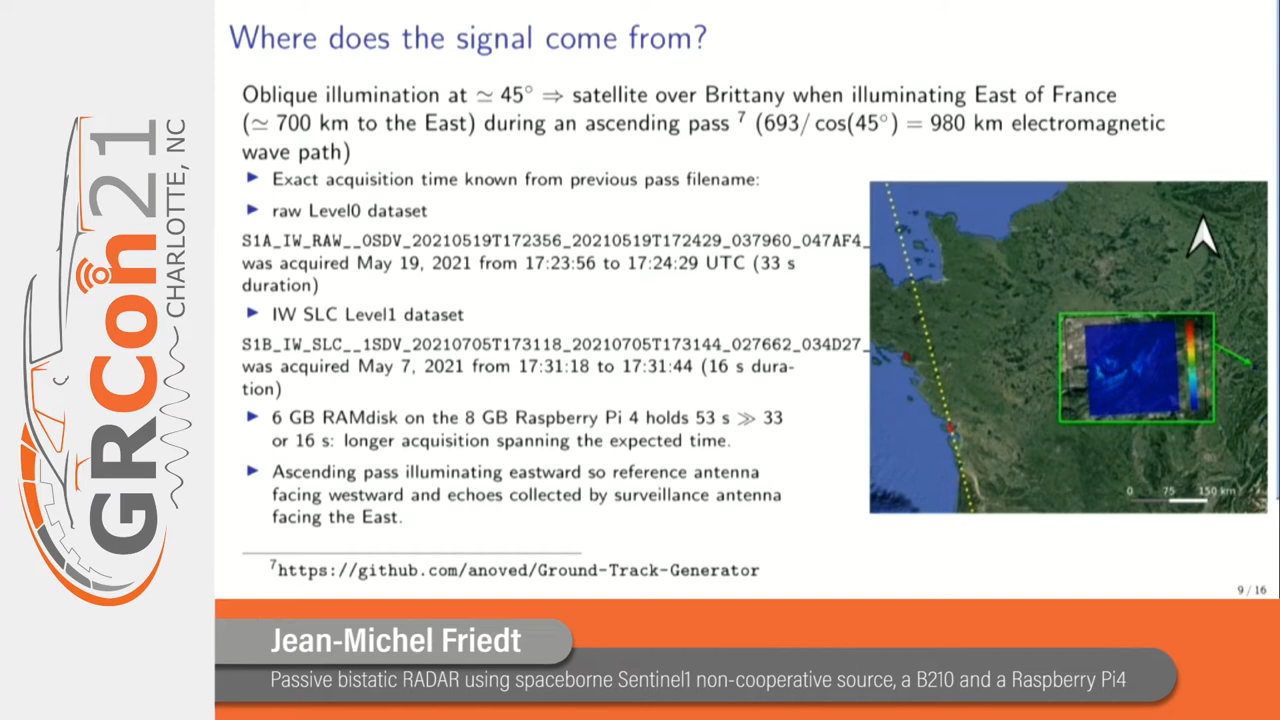 Where does the signal come from?
Oblique illumination at ≃ 45° ⇒ satellite over Brittany when illuminating East of France
(≃ 700 km to the East) during an ascending pass 7 (693/ cos(45°) = 980 km electromagnetic
wave path)
▶ Exact acquisition time known from previous pass filename:
▶ raw Level0 dataset
S1A_IW_RAW__0SDV_20210519T172356_20210519T172429_037960_047AF4_
was acquired May 19, 2021 from 17:23:56 to 17:24:29 UTC (33 s
duration)
▶ IW SLC Level1 dataset
S1B_IW_SLC__1SDV_20210705T173118_20210705T173144_027662_034D27_
was acquired May 7, 2021 from 17:31:18 to 17:31:44 (16 s dura-
tion)
▶ 6 GB RAMdisk on the 8 GB Raspberry Pi 4 holds 53 s ≫ 33
or 16 s: longer acquisition spanning the expected time.
▶ Ascending pass illuminating eastward so reference antenna
facing westward and echoes collected by surveillance antenna
facing the East.
0 75 150 km
7https://github.com/anoved/Ground-Track-Generator
9 / 16
GRCon21
CHARLOTTE, NC
Jean-Michel Friedt
Passive bistatic RADAR using spaceborne Sentinel1 non-cooperative source, a B210 and a Raspberry Pi4